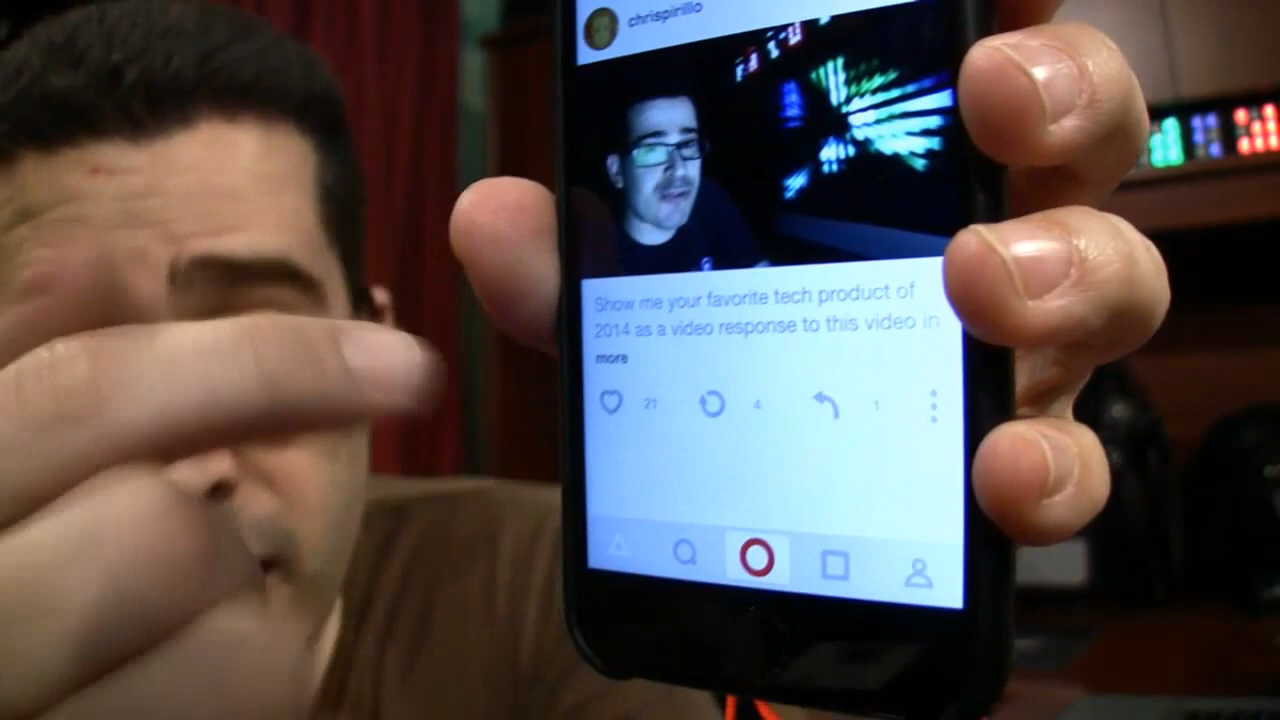 chrispirillo
Show me your favorite tech product of
2014 as a video response to this video in
more
21 4 1